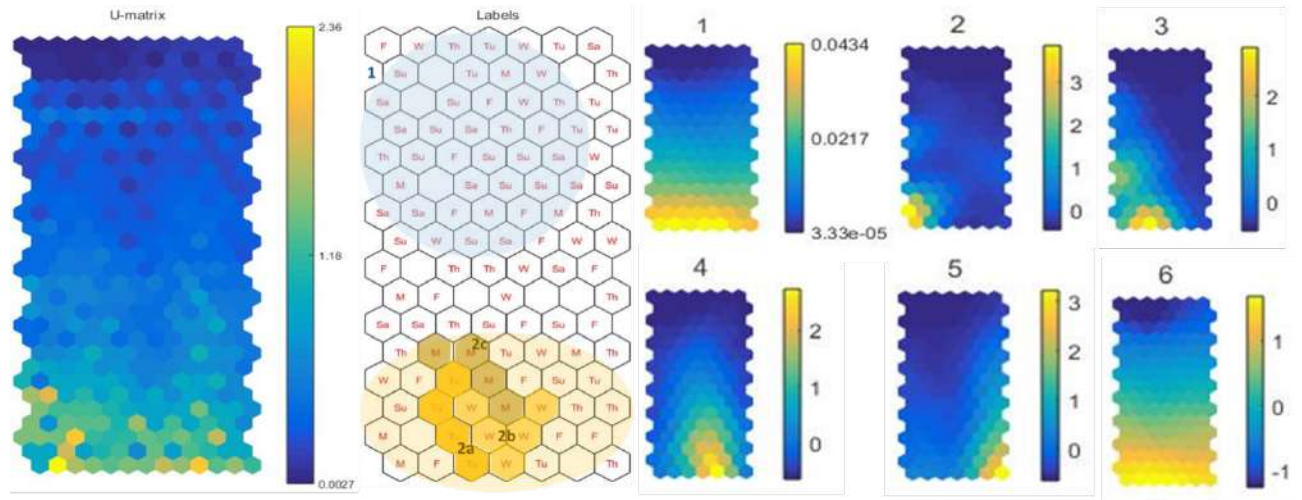 U-matrix
2.36
1.18
0.0027
Labels
F W Th Tu W Tu Sa
1 Su Tu M W Th
Sa Su F W Th Tu
Sa Su Sa Th F Tu Tu
Th Su F Su Su Sa W
M Sa Su Su Sa Su
Sa Sa F M F M Th
Su W Su Sa F W W
F Th Th W Sa F
M F W Th
Sa Sa Th Su F Su F
2c
Th M M Tu W M Th
W F M F Su Tu
Su W M W Th Th
M W 2b W F F
2a
M F Tu W Tu Th
1
0.0434
0.0217
3.33e-05
2
3
2
1
0
3
2
1
0
4
2
1
0
5
3
2
1
0
6
1
0
-1